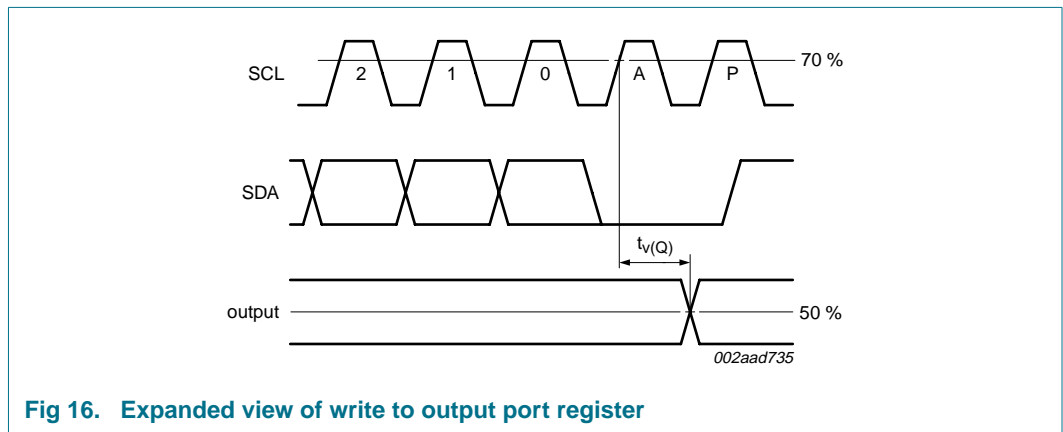 SCL 2 1 0 A P 70 %
SDA
tv(Q)
output 50 %
002aad735
Fig 16. Expanded view of write to output port register